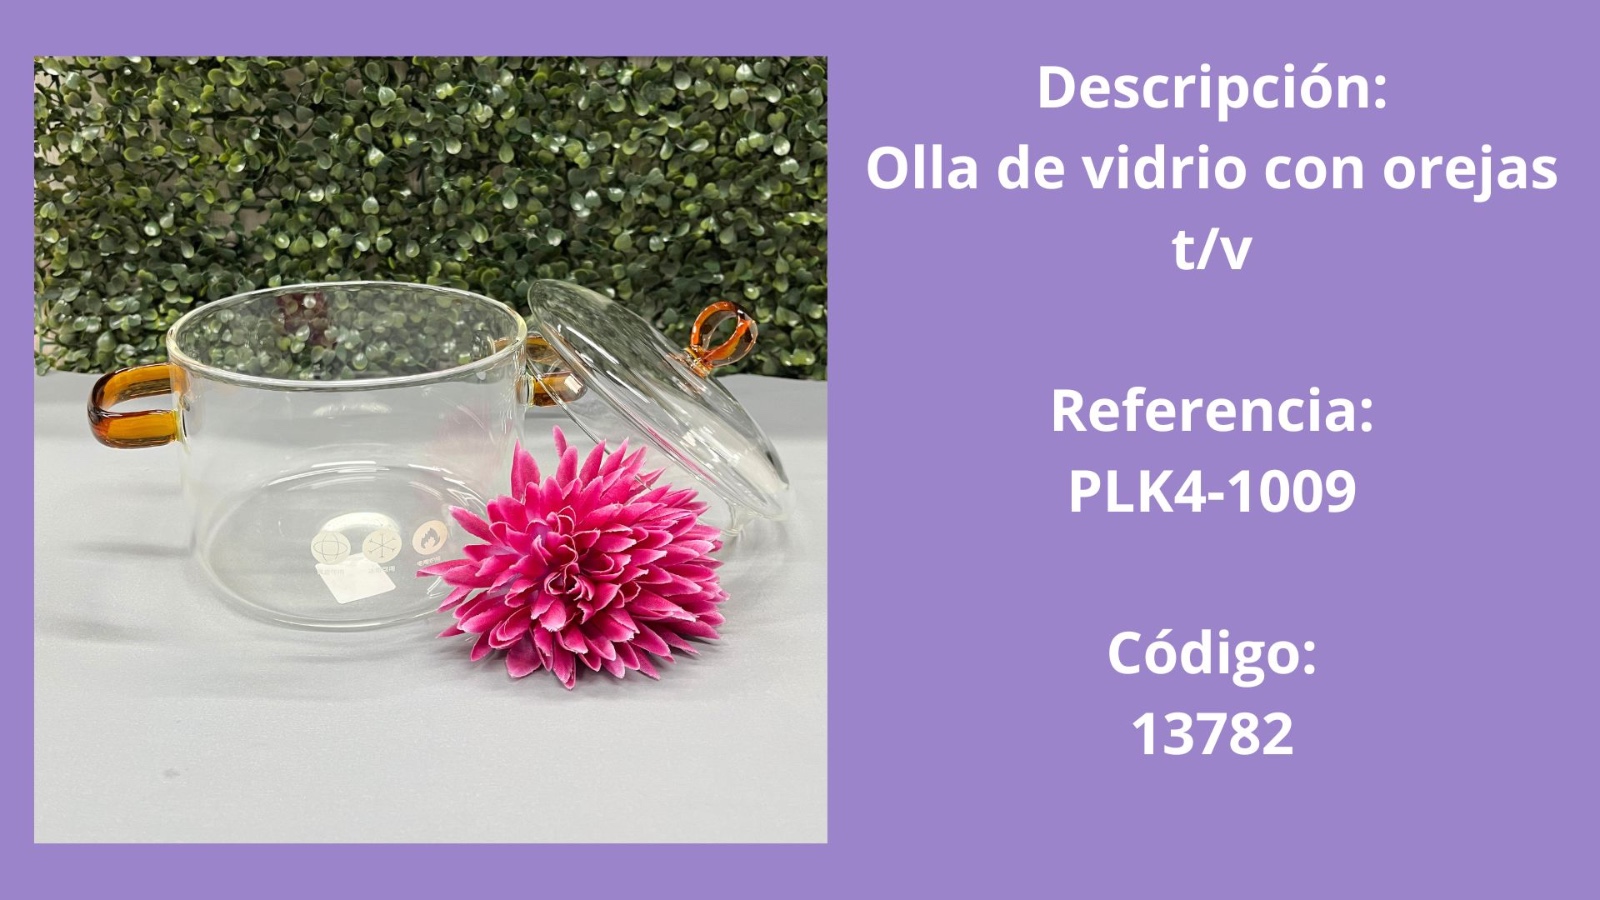 Descripción:
Olla de vidrio con orejas
t/v
Referencia:
PLK4-1009
Código:
13782